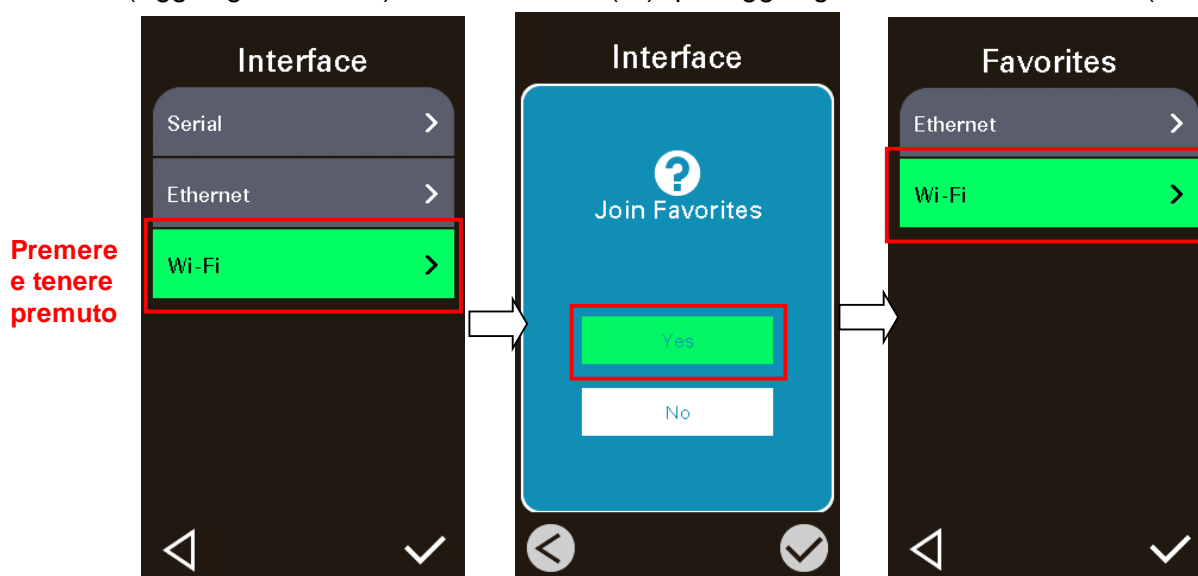 Interface
Serial
Ethernet
Wi-Fi
Premere
e tenere
premuto
Interface
Join Favorites
Yes
No
Favorites
Ethernet
Wi-Fi